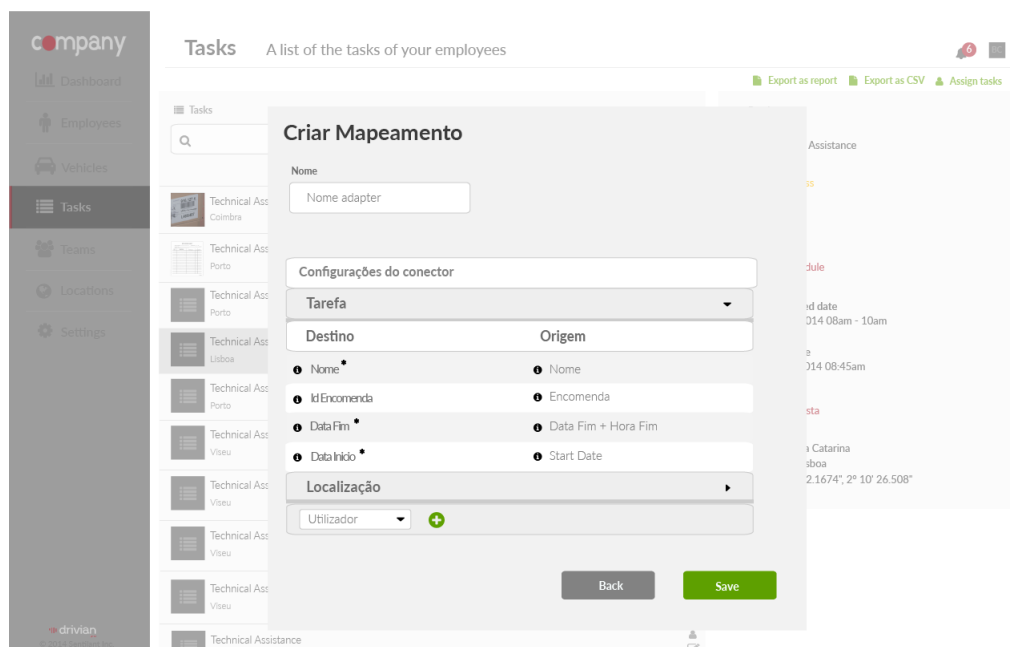 company
Tasks A list of the tasks of your employees
6
Export as report Export as CSV Assign tasks
Dashboard
Employees
Vehicles
Tasks
Teams
Locations
Settings
drivian
Tasks
Technical Ass
Coimbra
Technical Ass
Porto
Technical Ass
Porto
Technical Ass
Lisboa
Technical Ass
Porto
Technical Ass
Viseu
Technical Ass
Viseu
Technical Ass
Viseu
Technical Ass
Viseu
Technical Assistance
Criar Mapeamento
Nome
Nome adapter
Configurações do conector
Tarefa
Destino Origem
Nome* Nome
Id Encomenda Encomenda
Data Fim * Data Fim + Hora Fim
Data Inicio * Start Date
Localização
Utilizador
Back Save
Assistance
ss
dule
ed date
014 08am - 10am
e
014 08:45am
sta
a Catarina
sboa
2.1674", 2º 10' 26.508"